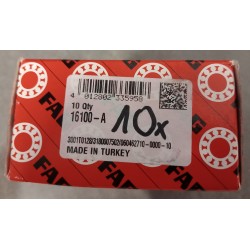 4 012802 335958
10 Qty
16100-A
10x
MADE IN TURKEY
FAG